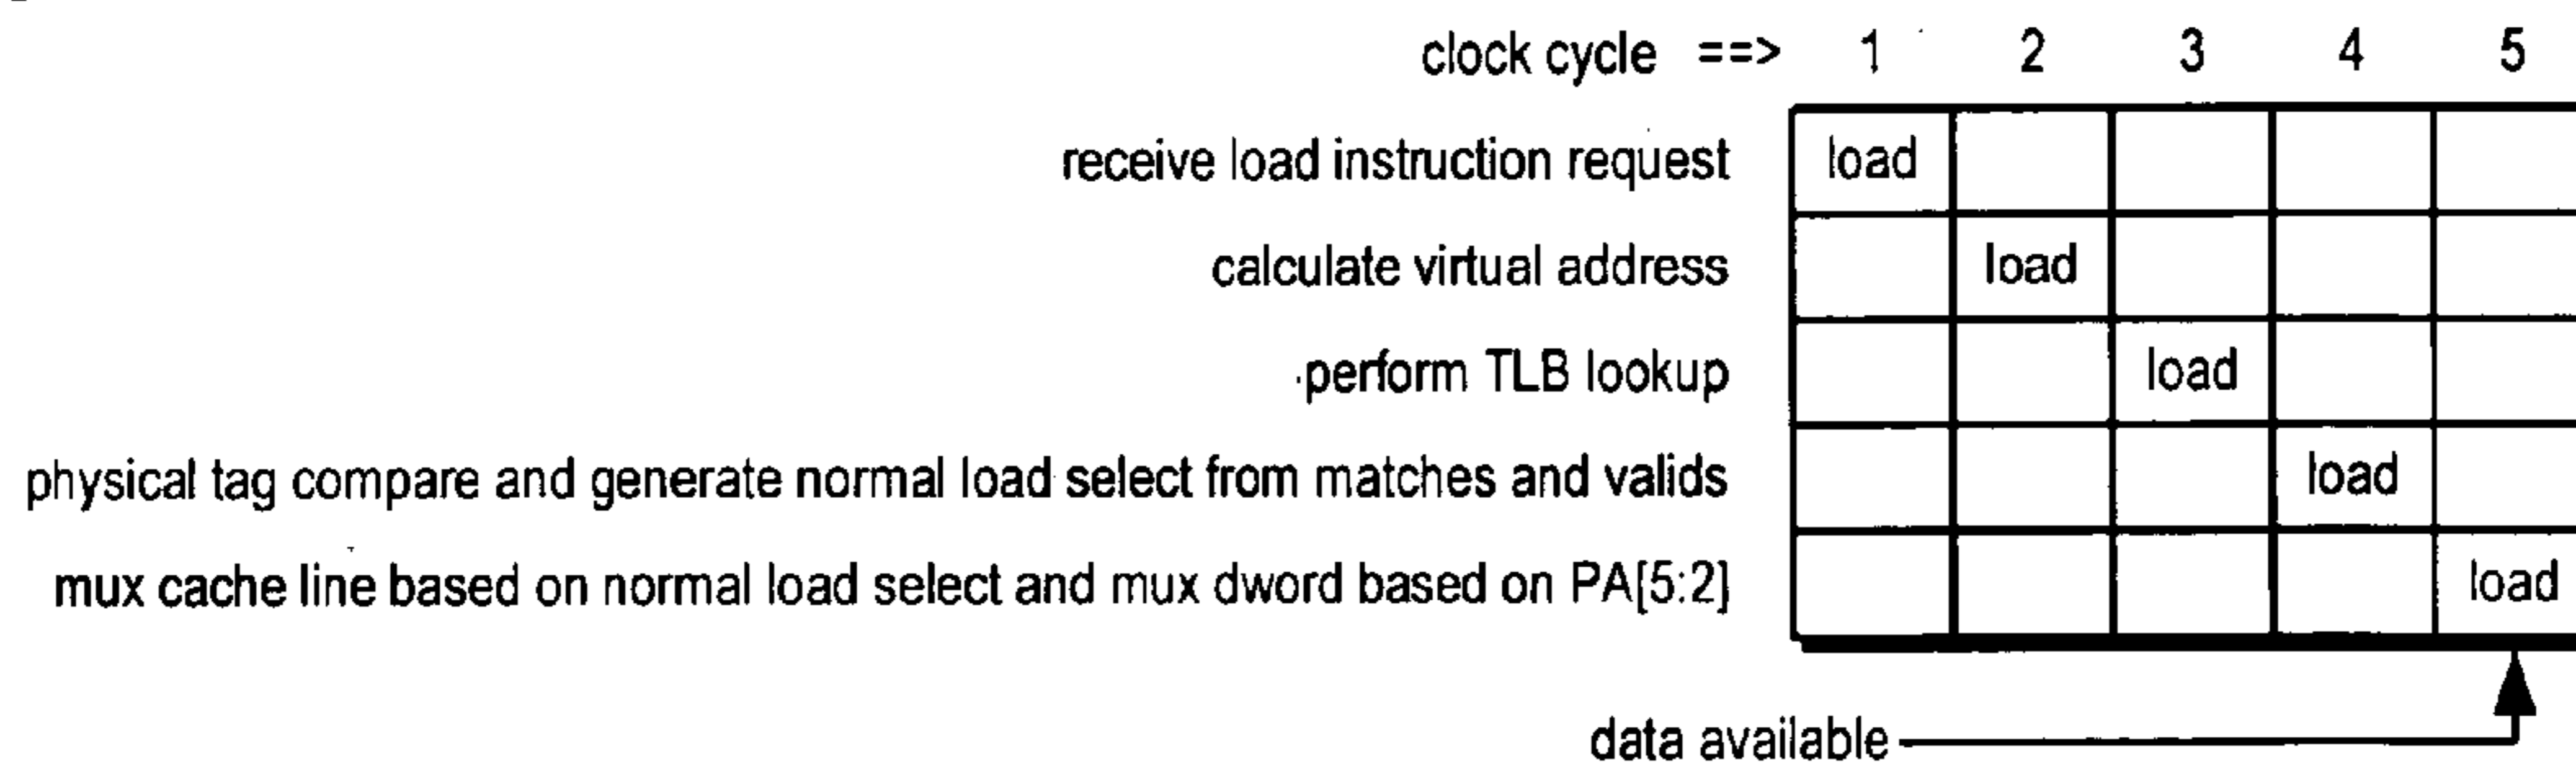 clock cycle ==> 1 2 3 4 5
receive load instruction request load
calculate virtual address load
perform TLB lookup load
physical tag compare and generate normal load select from matches and valids load
mux cache line based on normal load select and mux dword based on PA[5:2] load
data available